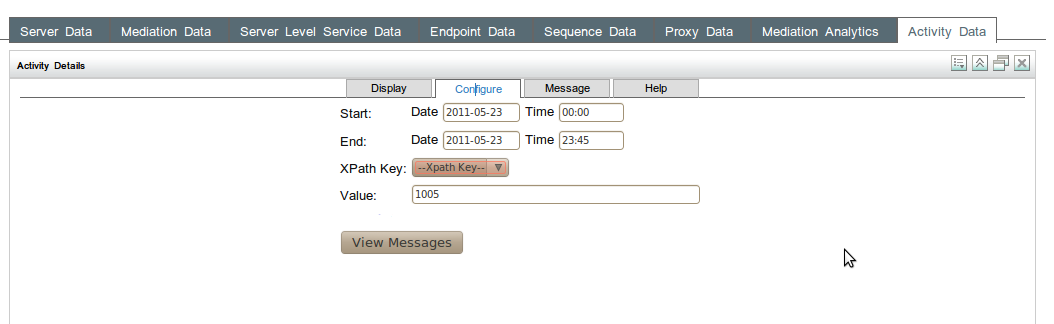 Server Data Mediation Data Server Level Service Data Endpoint Data Sequence Data Proxy Data Mediation Analytics Activity Data
Activity Details
Display Configure Message Help
Start: Date 2011-05-23 Time 00:00
End: Date 2011-05-23 Time 23:45
XPath Key: --Xpath Key--
Value: 1005
View Messages